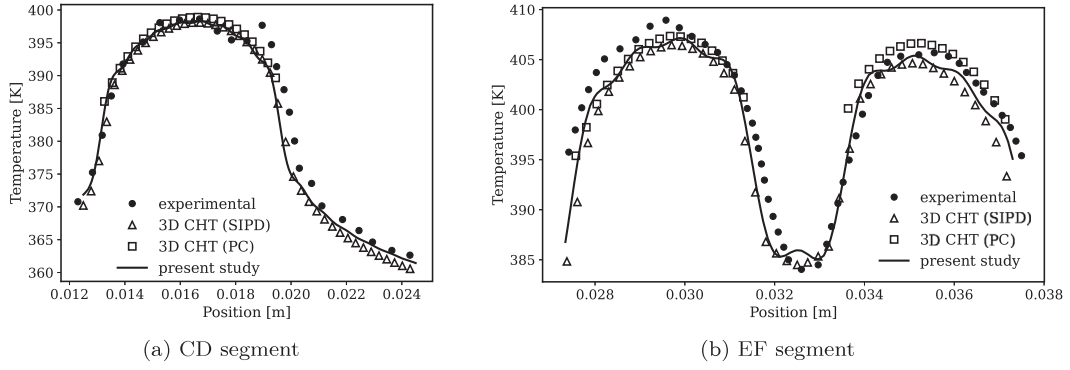 400
395
390
385
380
375
370
365
360
Temperature [K]
experimental
3D CHT (SIPD)
3D CHT (PC)
present study
0.012 0.014 0.016 0.018 0.020 0.022 0.024
Position [m]
(a) CD segment
410
405
400
395
390
385
Temperature [K]
experimental
3D CHT (SIPD)
3D CHT (PC)
present study
0.028 0.030 0.032 0.034 0.036 0.038
Position [m]
(b) EF segment